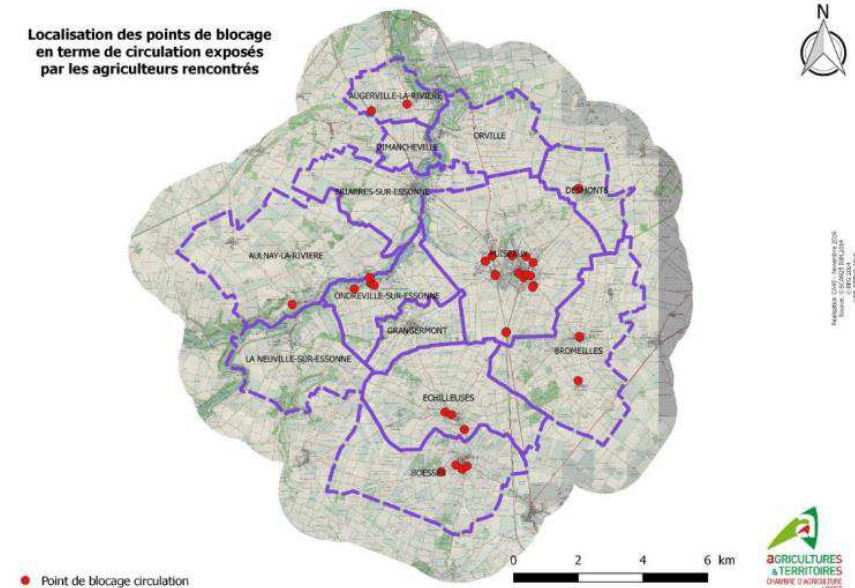 Localisation des points de blocage
en terme de circulation exposés
par les agriculteurs rencontrés
N
AUGERVILLE-LA-RIVIERE
ORVILLE
DIMANCHEVILLE
DESMONTS
BRIARRES-SUR-ESSONNE
PUISEAUX
AULNAY-LA-RIVIERE
ONDREVILLE-SUR-ESSONNE
GRANGERMONT
BROMEILLES
LA NEUVILLE-SUR-ESSONNE
ECHILLEUSES
BOESSES
0 2 4 6 km
Point de blocage circulation
AGRICULTURES
& TERRITOIRES
CHAMBRE D'AGRICULTURE